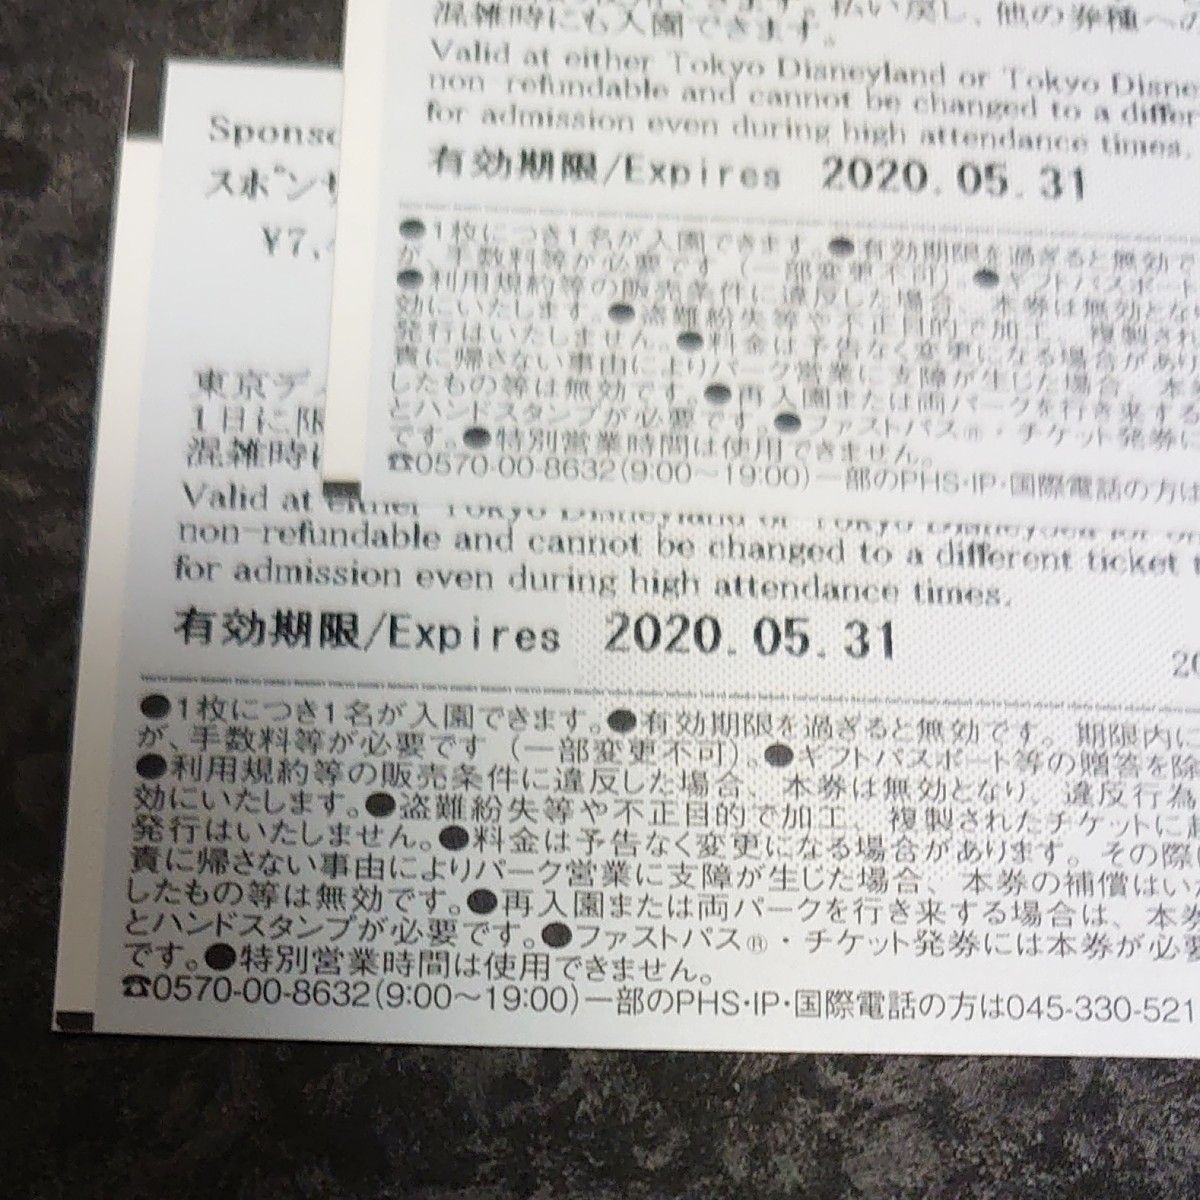 混雑時にも入園できます。払い戻し、他の券種への
Valid at either Tokyo Disneyland or Tokyo Disne
non-refundable and cannot be changed to a differ
for admission even during high attendance times.
有効期限/Expires 2020.05.31
●1枚につき1名が入園できます。●有効期限を過ぎると無効で
が、手数料等が必要です（一部変更不可）。●ギフトパスポート
●利用規約等の販売条件に違反した場合、本券は無効とな
効にいたします。●盗難紛失等や不正目的で加工、複製され
発行はいたしません。●料金は予告なく変更になる場合があり
責に帰さない事由によりパーク営業に支障が生じた場合、本
したもの等は無効です。●再入園または両パークを行き来する
とハンドスタンプが必要です。●ファストパス®・チケット発券に
です。●特別営業時間は使用できません。
☎0570-00-8632(9:00～19:00)一部のPHS・IP・国際電話の方は
Sponso
スポンサ
¥7,4
東京ディ
1日に限
混雑時に
Valid at either Tokyo Disneyland or Tokyo DisneySea for on
non-refundable and cannot be changed to a different ticket
for admission even during high attendance times.
有効期限/Expires 2020.05.31
20
●1枚につき1名が入園できます。●有効期限を過ぎると無効です。期限内に
が、手数料等が必要です（一部変更不可）。●ギフトパスポート等の贈答を除
●利用規約等の販売条件に違反した場合、本券は無効となり、違反行為
効にいたします。●盗難紛失等や不正目的で加工、複製されたチケットに
発行はいたしません。●料金は予告なく変更になる場合があります。その際
責に帰さない事由によりパーク営業に支障が生じた場合、本券の補償はい
したもの等は無効です。●再入園または両パークを行き来する場合は、本券
とハンドスタンプが必要です。●ファストパス®・チケット発券には本券が必要
です。●特別営業時間は使用できません。
☎0570-00-8632(9:00～19:00)一部のPHS・IP・国際電話の方は045-330-521